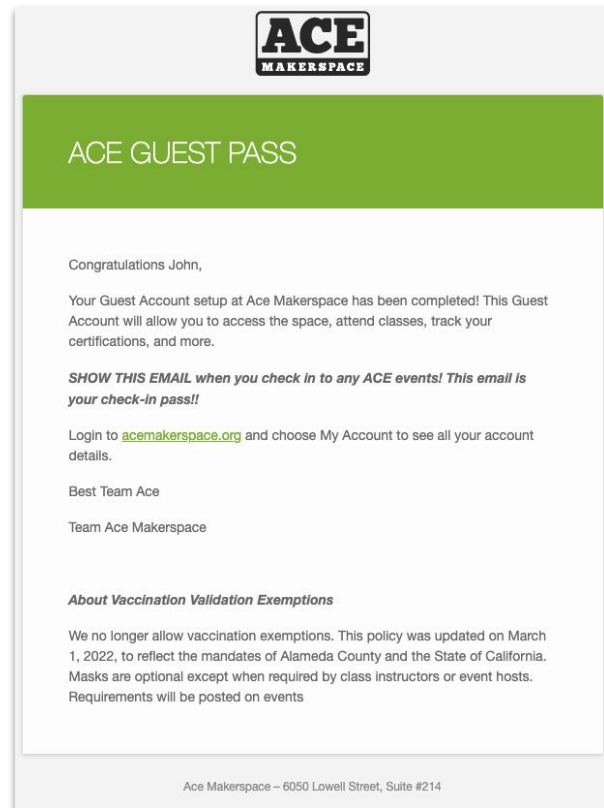 ACE
MAKERSPACE
ACE GUEST PASS
Congratulations John,
Your Guest Account setup at Ace Makerspace has been completed! This Guest
Account will allow you to access the space, attend classes, track your
certifications, and more.
SHOW THIS EMAIL when you check in to any ACE events! This email is
your check-in pass!!
Login to acemakerspace.org and choose My Account to see all your account
details.
Best Team Ace
Team Ace Makerspace
About Vaccination Validation Exemptions
We no longer allow vaccination exemptions. This policy was updated on March
1, 2022, to reflect the mandates of Alameda County and the State of California.
Masks are optional except when required by class instructors or event hosts.
Requirements will be posted on events
Ace Makerspace – 6050 Lowell Street, Suite #214